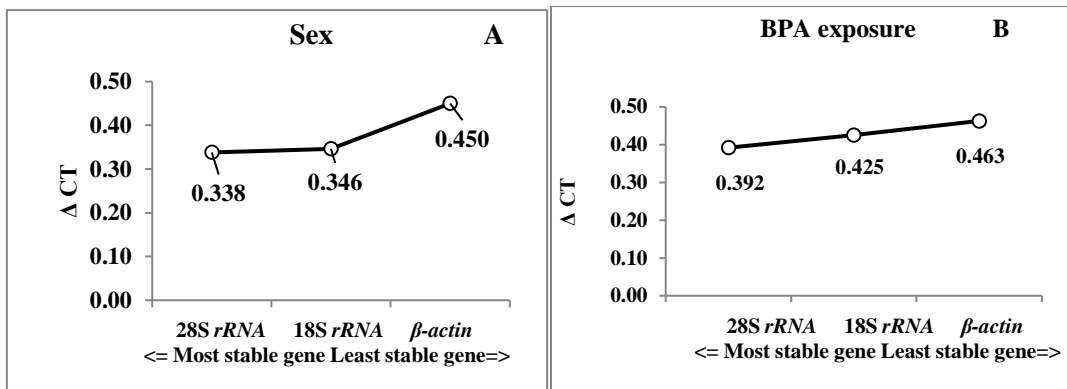 Sex A
0.50
0.40
0.30
0.20
0.10
0.00
Δ CT
0.338
0.346
0.450
28S rRNA 18S rRNA β-actin
<= Most stable gene Least stable gene=>
BPA exposure B
0.50
0.40
0.30
0.20
0.10
0.00
Δ CT
0.392
0.425
0.463
28S rRNA 18S rRNA β-actin
<= Most stable gene Least stable gene=>